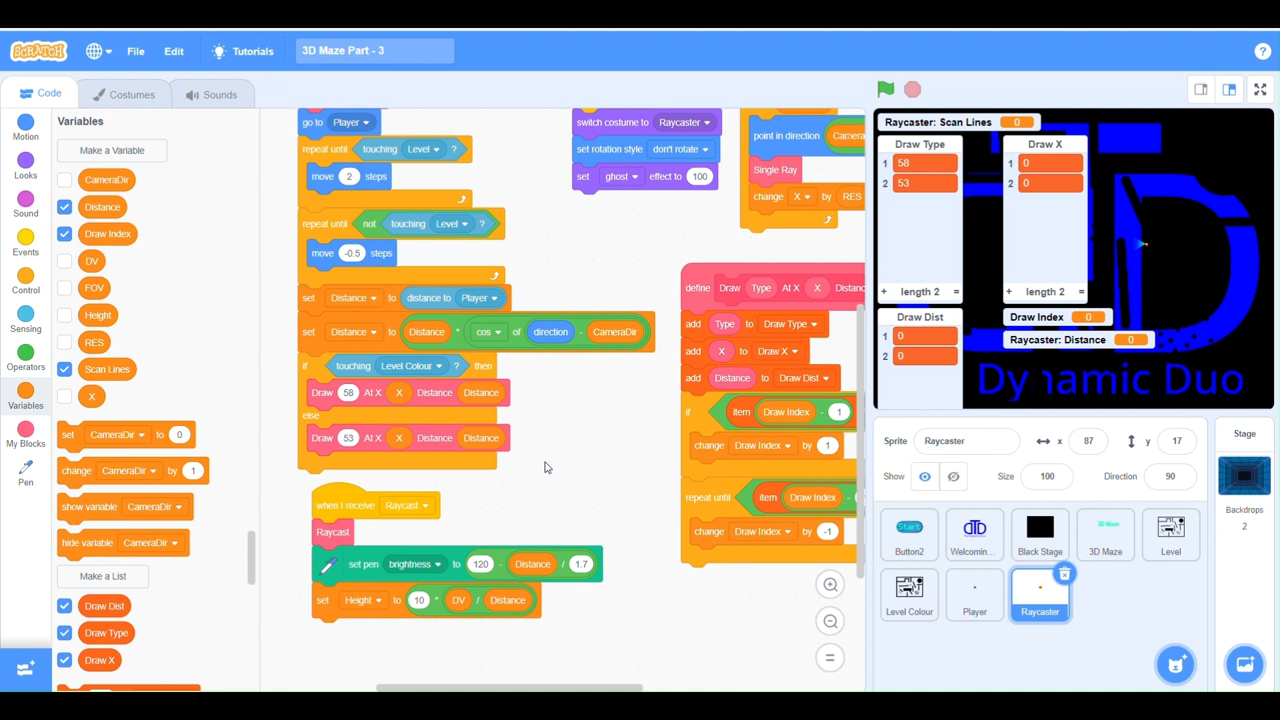 SCRATCH File Edit Tutorials 3D Maze Part - 3 ?
Code Costumes Sounds
Motion
Looks
Sound
Events
Control
Sensing
Operators
Variables
My Blocks
Pen
Variables
Make a Variable
CameraDir
Distance
Draw Index
DV
FOV
Height
RES
Scan Lines
X
set CameraDir to 0
change CameraDir by 1
show variable CameraDir
hide variable CameraDir
Make a List
Draw Dist
Draw Type
Draw X
go to Player
repeat until touching Level ?
move 2 steps
repeat until not touching Level ?
move -0.5 steps
set Distance to distance to Player
set Distance to Distance * cos of direction - CameraDir
if touching Level Colour ? then
Draw 58 At X X Distance Distance
else
Draw 53 At X X Distance Distance
when I receive Raycast
Raycast
set pen brightness to 120 - Distance / 1.7
set Height to 10 * DV / Distance
switch costume to Raycaster
set rotation style don't rotate
set ghost effect to 100
point in direction Camera
Single Ray
change X by RES
define Draw Type At X X Distanc
add Type to Draw Type
add X to Draw X
add Distance to Draw Dist
if item Draw Index - 1
change Draw Index by 1
repeat until item Draw Index -
change Draw Index by -1
Raycaster: Scan Lines 0
Draw Type
1 58
2 53
+ length 2 =
Draw X
1 0
2 0
+ length 2 =
Draw Dist
1 0
2 0
Draw Index 0
Raycaster: Distance 0
D
Dynamic Duo
Sprite Raycaster x 87 y 17
Show Size 100 Direction 90
Button2
Welcomin...
Black Stage
3D Maze
Level
Level Colour
Player
Raycaster
Start
3D Maze
Stage
Backdrops
2